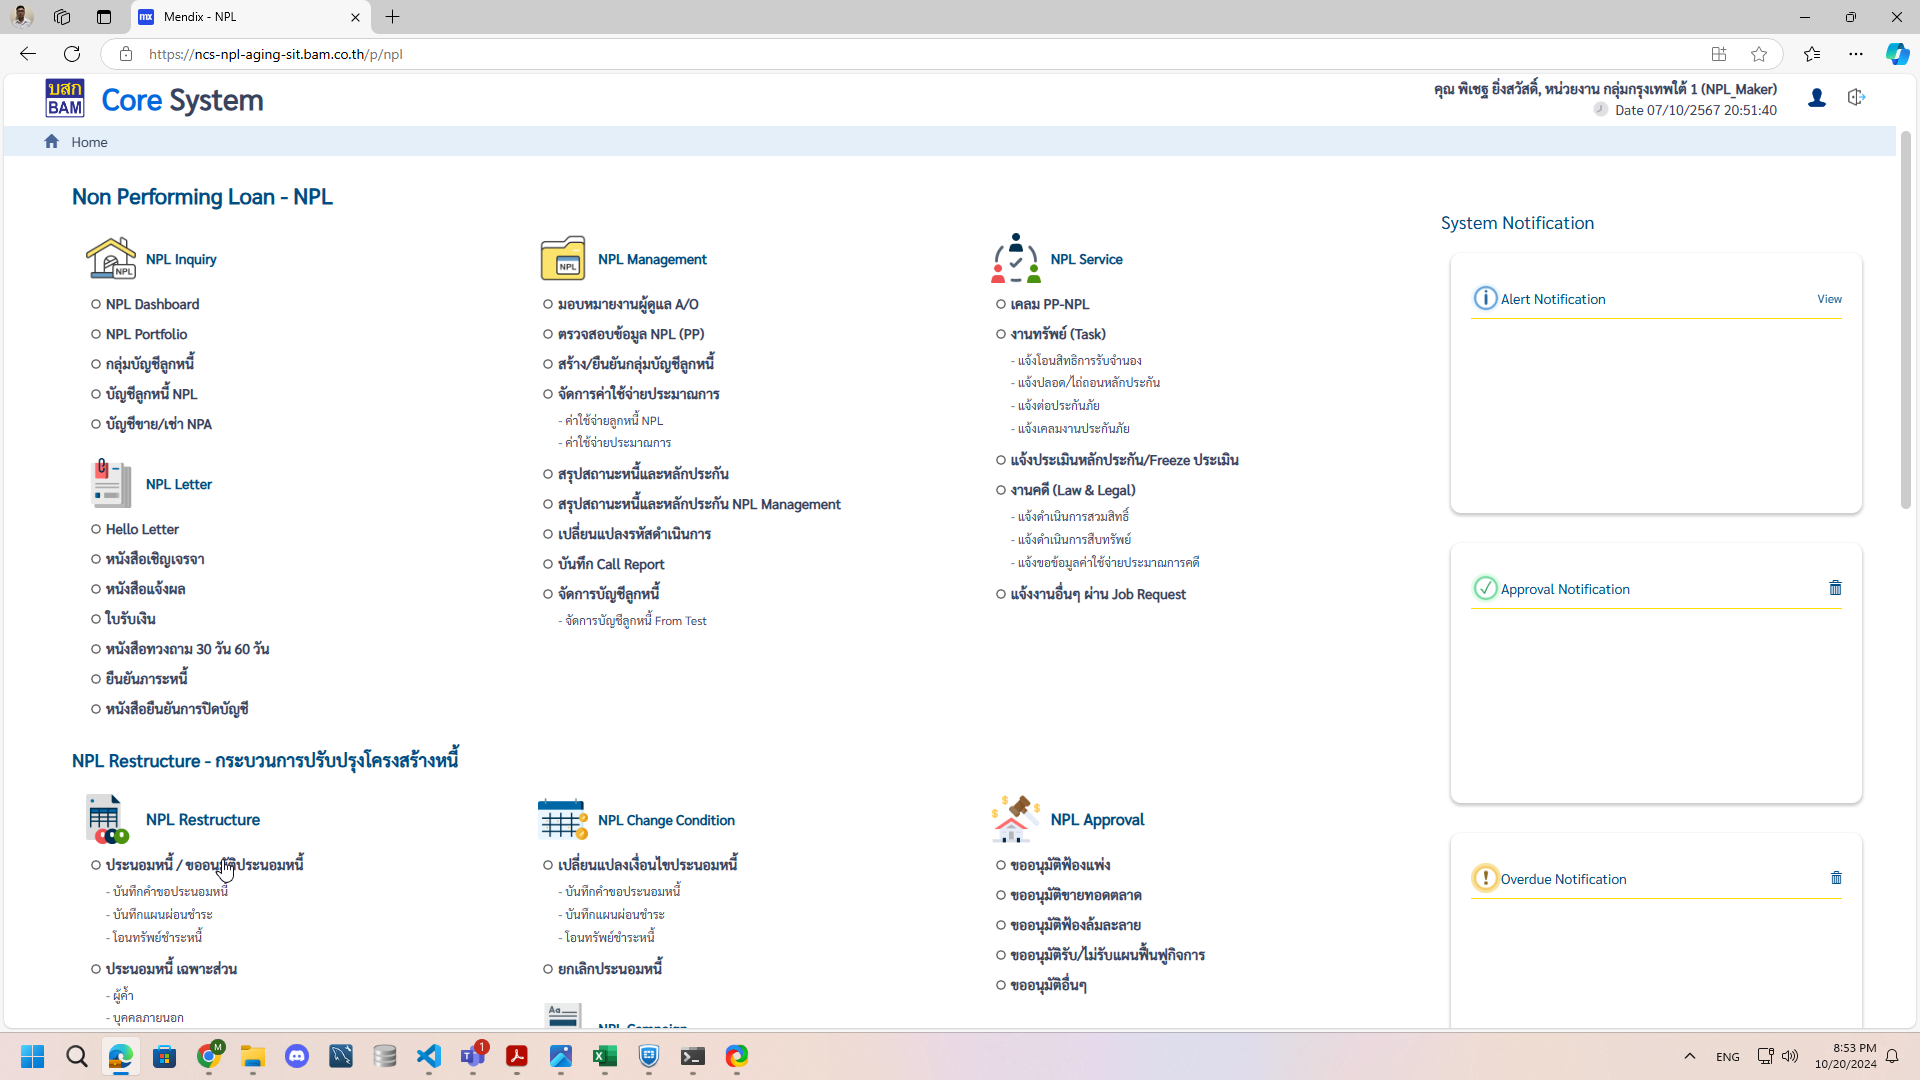 Mendix - NPL
https://ncs-npl-aging-sit.bam.co.th/p/npl
บสก
BAM
Core System
คุณ พิเชฐ ยิ่งสวัสดิ์, หน่วยงาน กลุ่มกรุงเทพใต้ 1 (NPL_Maker)
Date 07/10/2567 20:51:40
Home
Non Performing Loan - NPL
NPL
NPL Inquiry
NPL Dashboard
NPL Portfolio
กลุ่มบัญชีลูกหนี้
บัญชีลูกหนี้ NPL
บัญชีขาย/เช่า NPA
NPL Letter
Hello Letter
หนังสือเชิญเจรจา
หนังสือแจ้งผล
ใบรับเงิน
หนังสือทวงถาม 30 วัน 60 วัน
ยืนยันภาระหนี้
หนังสือยืนยันการปิดบัญชี
NPL
NPL Management
มอบหมายงานผู้ดูแล A/O
ตรวจสอบข้อมูล NPL (PP)
สร้าง/ยืนยันกลุ่มบัญชีลูกหนี้
จัดการค่าใช้จ่ายประมาณการ
- ค่าใช้จ่ายลูกหนี้ NPL
- ค่าใช้จ่ายประมาณการ
สรุปสถานะหนี้และหลักประกัน
สรุปสถานะหนี้และหลักประกัน NPL Management
เปลี่ยนแปลงรหัสดำเนินการ
บันทึก Call Report
จัดการบัญชีลูกหนี้
- จัดการบัญชีลูกหนี้ From Test
NPL Service
เคลม PP-NPL
งานทรัพย์ (Task)
- แจ้งโอนสิทธิการรับจำนอง
- แจ้งปลอด/ไถ่ถอนหลักประกัน
- แจ้งต่อประกันภัย
- แจ้งเคลมงานประกันภัย
แจ้งประเมินหลักประกัน/Freeze ประเมิน
งานคดี (Law & Legal)
- แจ้งดำเนินการสวมสิทธิ์
- แจ้งดำเนินการสืบทรัพย์
- แจ้งขอข้อมูลค่าใช้จ่ายประมาณการคดี
แจ้งงานอื่นๆ ผ่าน Job Request
System Notification
Alert Notification
View
Approval Notification
Overdue Notification
NPL Restructure - กระบวนการปรับปรุงโครงสร้างหนี้
NPL Restructure
ประนอมหนี้ / ขออนุมัติประนอมหนี้
- บันทึกคำขอประนอมหนี้
- บันทึกแผนผ่อนชำระ
- โอนทรัพย์ชำระหนี้
ประนอมหนี้ เฉพาะส่วน
- ผู้ค้ำ
- บุคคลภายนอก
NPL Change Condition
เปลี่ยนแปลงเงื่อนไขประนอมหนี้
- บันทึกคำขอประนอมหนี้
- บันทึกแผนผ่อนชำระ
- โอนทรัพย์ชำระหนี้
ยกเลิกประนอมหนี้
Aa
NPL Campaign
NPL Approval
ขออนุมัติฟ้องแพ่ง
ขออนุมัติขายทอดตลาด
ขออนุมัติฟ้องล้มละลาย
ขออนุมัติรับ/ไม่รับแผนฟื้นฟูกิจการ
ขออนุมัติอื่นๆ
M
1
ENG
8:53 PM
10/20/2024